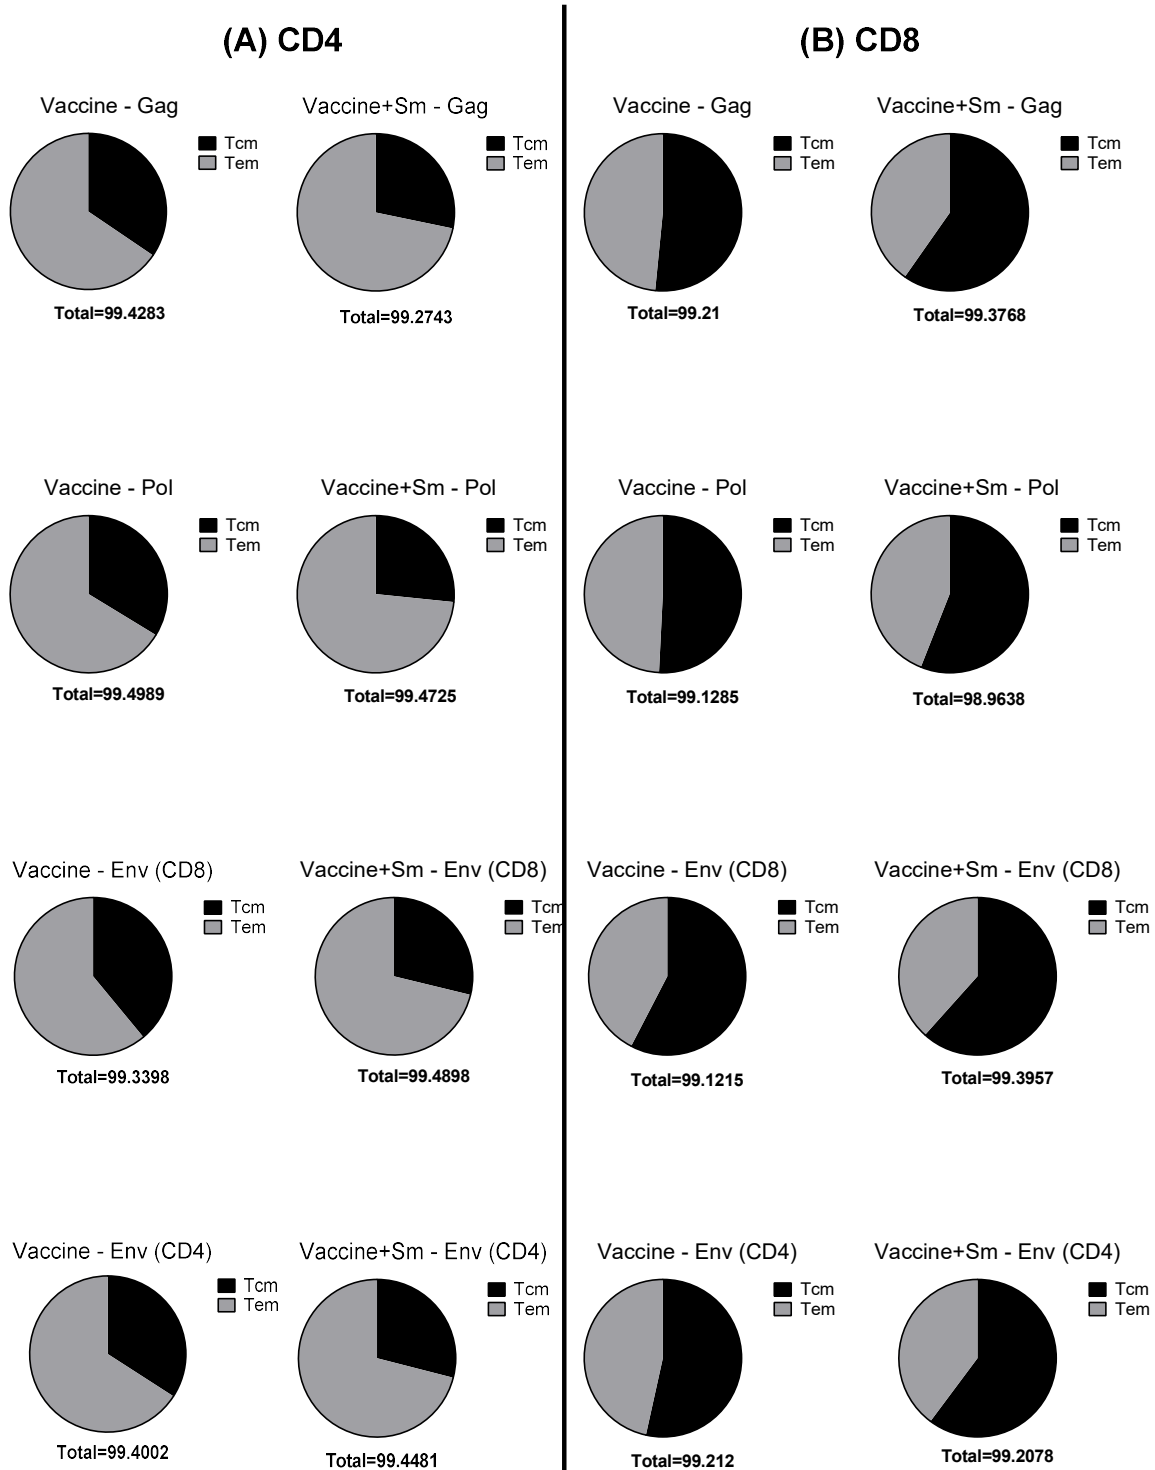 (A) CD4
(B) CD8
Vaccine - Gag
Tcm
Tem
Total=99.4283
Vaccine+Sm - Gag
Tcm
Tem
Total=99.2743
Vaccine - Gag
Tcm
Tem
Total=99.21
Vaccine+Sm - Gag
Tcm
Tem
Total=99.3768
Vaccine - Pol
Tcm
Tem
Total=99.4989
Vaccine+Sm - Pol
Tcm
Tem
Total=99.4725
Vaccine - Pol
Tcm
Tem
Total=99.1285
Vaccine+Sm - Pol
Tcm
Tem
Total=98.9638
Vaccine - Env (CD8)
Tcm
Tem
Total=99.3398
Vaccine+Sm - Env (CD8)
Tcm
Tem
Total=99.4898
Vaccine - Env (CD8)
Tcm
Tem
Total=99.1215
Vaccine+Sm - Env (CD8)
Tcm
Tem
Total=99.3957
Vaccine - Env (CD4)
Tcm
Tem
Total=99.4002
Vaccine+Sm - Env (CD4)
Tcm
Tem
Total=99.4481
Vaccine - Env (CD4)
Tcm
Tem
Total=99.212
Vaccine+Sm - Env (CD4)
Tcm
Tem
Total=99.2078